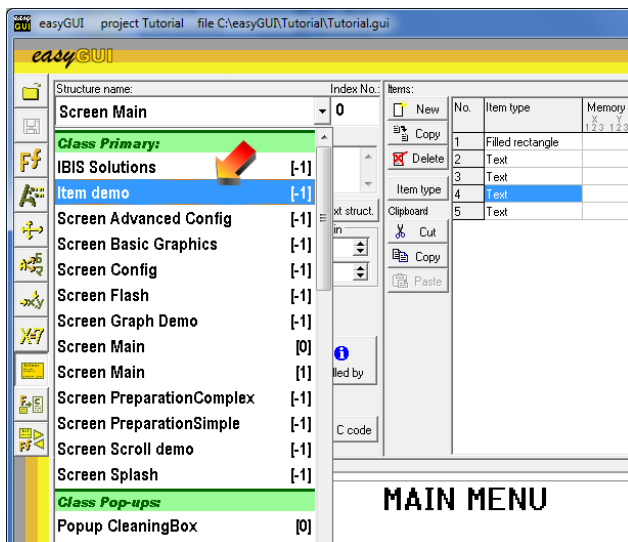 easyGUI project Tutorial file C:\easyGUI\Tutorial\Tutorial.gui
easyGUI
Structure name:
Index No.:
Screen Main
0
Class Primary:
IBIS Solutions [-1]
Item demo [-1]
Screen Advanced Config [-1]
Screen Basic Graphics [-1]
Screen Config [-1]
Screen Flash [-1]
Screen Graph Demo [-1]
Screen Main [0]
Screen Main [1]
Screen PreparationComplex [-1]
Screen PreparationSimple [-1]
Screen Scroll demo [-1]
Screen Splash [-1]
Class Pop-ups:
Popup CleaningBox [0]
xt struct.
in
lled by
C code
Items:
New
Copy
Delete
Item type
Clipboard
Cut
Copy
Paste
No. Item type Memory
X Y
123 123
1 Filled rectangle
2 Text
3 Text
4 Text
5 Text
MAIN MENU